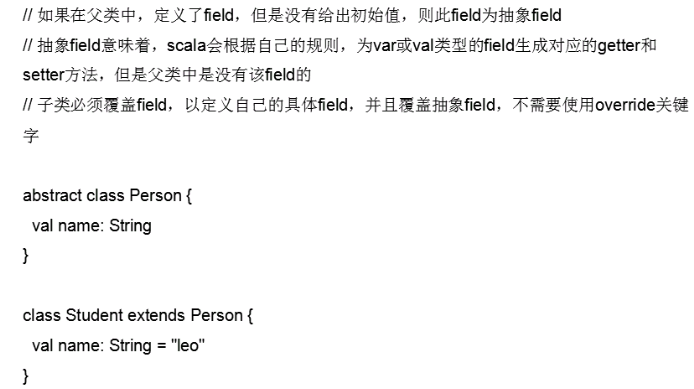 // 如果在父类中，定义了field，但是没有给出初始值，则此field为抽象field
// 抽象field意味着，scala会根据自己的规则，为var或val类型的field生成对应的getter和
setter方法，但是父类中是没有该field的
// 子类必须覆盖field，以定义自己的具体field，并且覆盖抽象field，不需要使用override关键
字
abstract class Person {
  val name: String
}
class Student extends Person {
  val name: String = "leo"
}